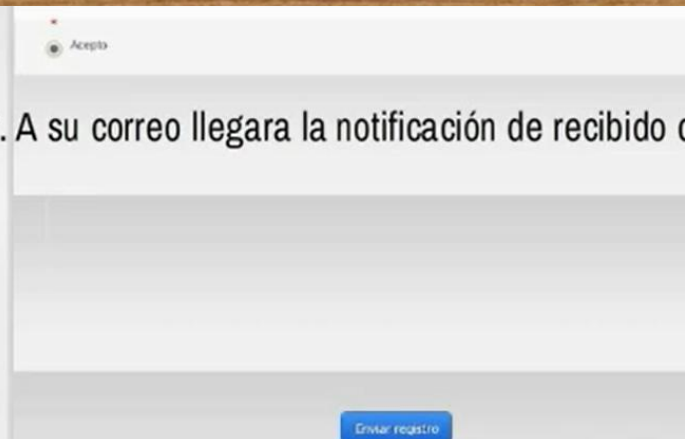 *
Acepto
. A su correo llegara la notificación de recibido
Enviar registro